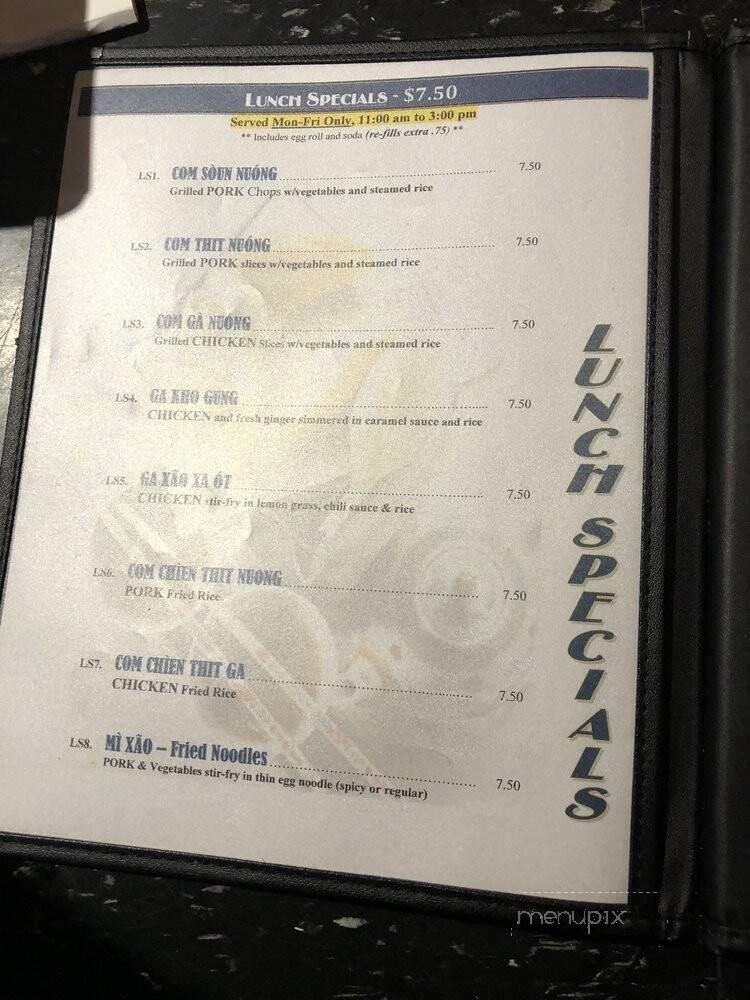 LUNCH SPECIALS - $7.50
Served Mon-Fri Only, 11:00 am to 3:00 pm
** Includes egg roll and soda (re-fills extra .75) **
LS1. COM SÒUN NUÓNG 7.50
Grilled PORK Chops w/vegetables and steamed rice
LS2. COM THIT NUÓNG 7.50
Grilled PORK slices w/vegetables and steamed rice
LS3. COM GÀ NUONG 7.50
Grilled CHICKEN Slices w/vegetables and steamed rice
LS4. GA KHO GUNG 7.50
CHICKEN and fresh ginger simmered in caramel sauce and rice
LS5. GA XÃO XA ÓT 7.50
CHICKEN stir-fry in lemon grass, chili sauce & rice
LS6. COM CHÌEN THIT NUONG 7.50
PORK Fried Rice
LS7. COM CHÌEN THIT GA 7.50
CHICKEN Fried Rice
LS8. MÌ XÃO – Fried Noodles 7.50
PORK & Vegetables stir-fry in thin egg noodle (spicy or regular)
LUNCH SPECIALS
menupix